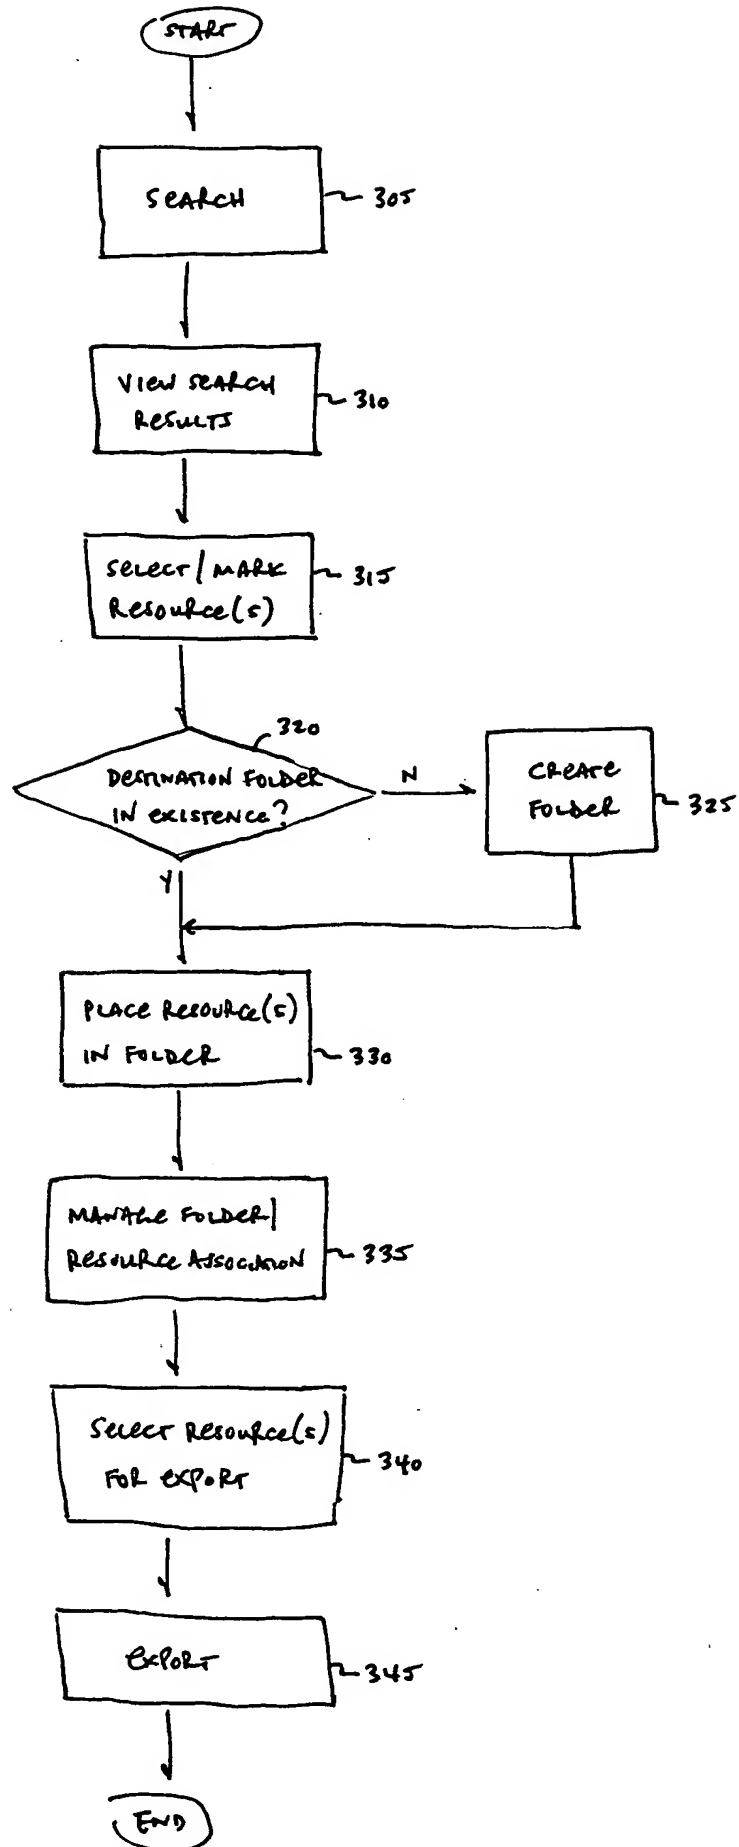 START
SEARCH
305
VIEW SEARCH
RESULTS
310
SELECT/MARK
RESOURCE(S)
315
320
DESTINATION FOLDER
IN EXISTENCE?
N
CREATE
FOLDER
325
Y
PLACE RESOURCE(S)
IN FOLDER
330
MANAGE FOLDER/
RESOURCE ASSOCIATION
335
SELECT RESOURCE(S)
FOR EXPORT
340
EXPORT
345
END